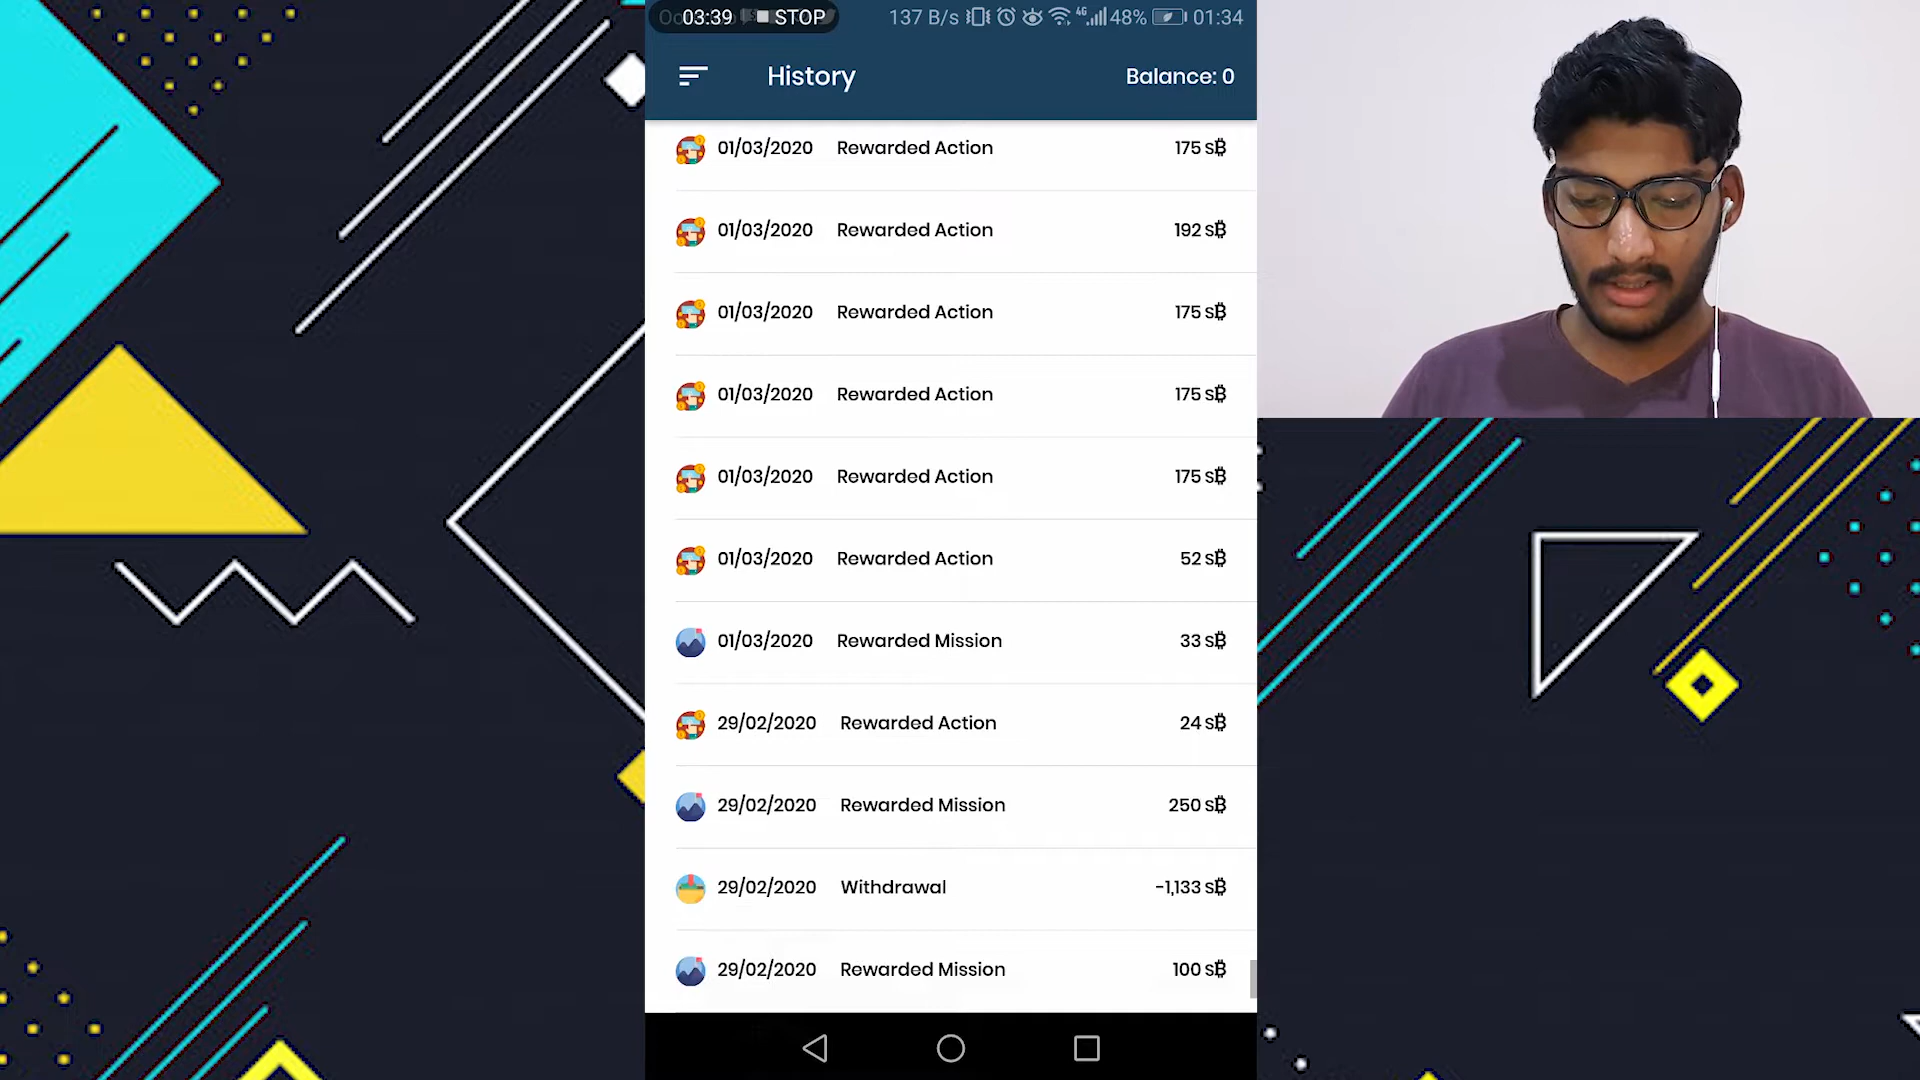 03:39 STOP 137 B/s 4G 48% 01:34
History Balance: 0
01/03/2020 Rewarded Action 175 s₿
01/03/2020 Rewarded Action 192 s₿
01/03/2020 Rewarded Action 175 s₿
01/03/2020 Rewarded Action 175 s₿
01/03/2020 Rewarded Action 175 s₿
01/03/2020 Rewarded Action 52 s₿
01/03/2020 Rewarded Mission 33 s₿
29/02/2020 Rewarded Action 24 s₿
29/02/2020 Rewarded Mission 250 s₿
29/02/2020 Withdrawal -1,133 s₿
29/02/2020 Rewarded Mission 100 s₿